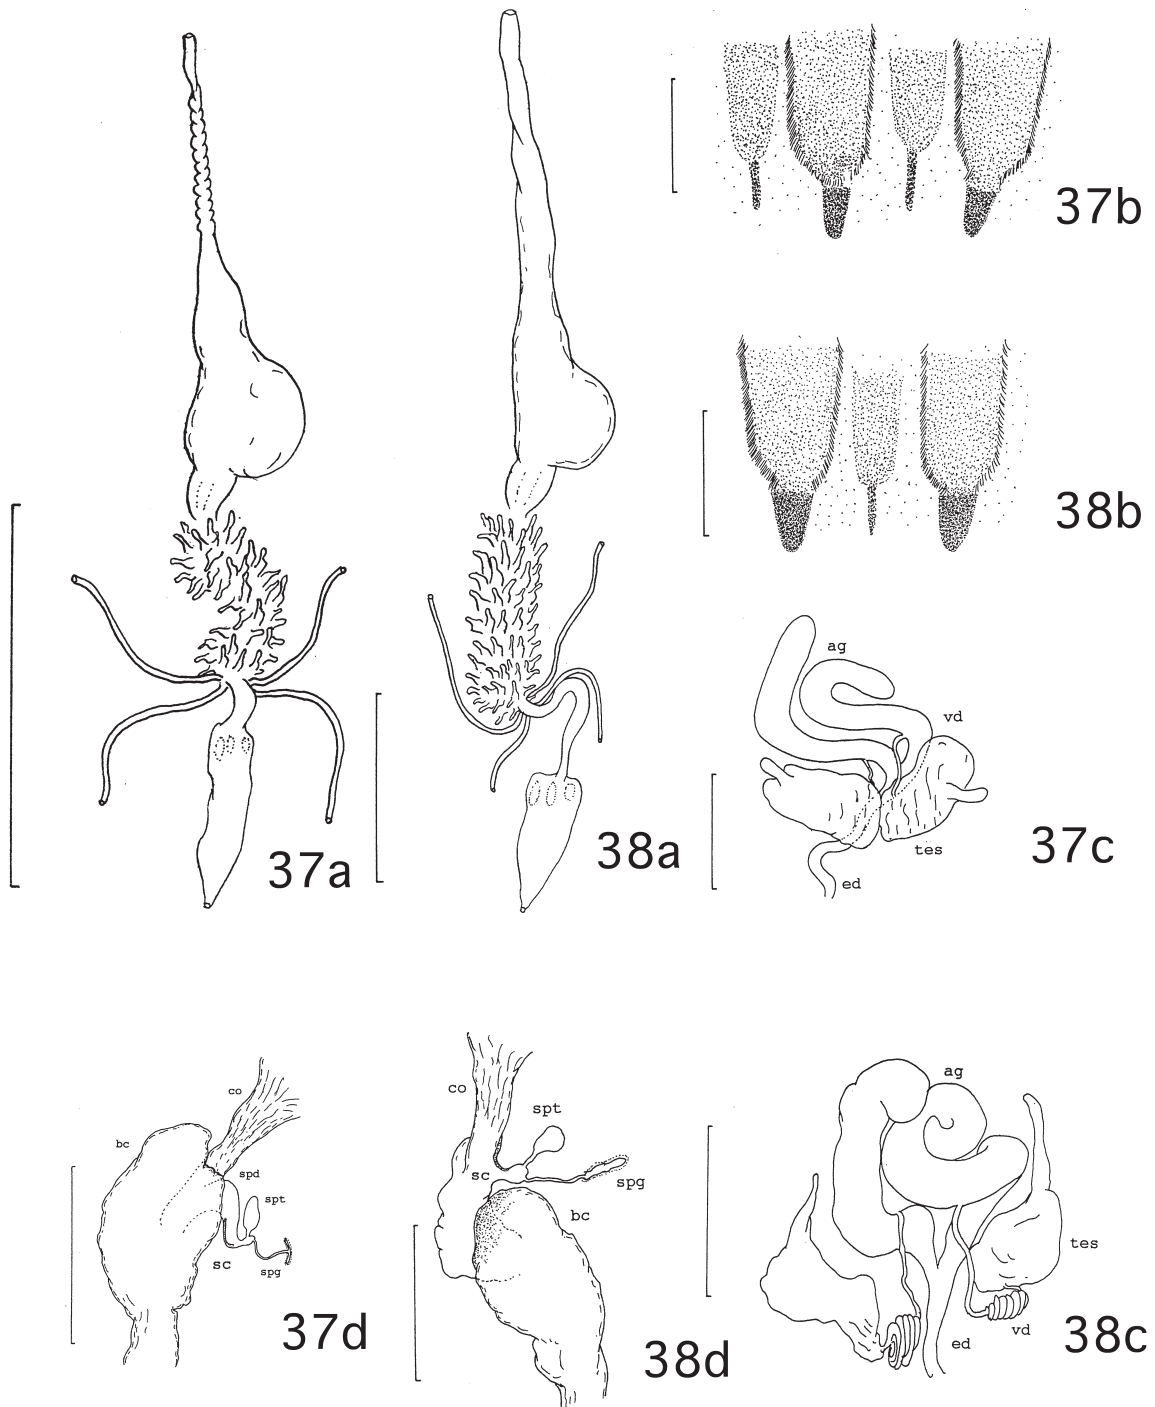 37b
38b
ag
vd
37a
38a
tes
37c
ed
co
bc
spd
spt
sc
spg
37d
co
spt
sc
spg
bc
38d
ag
tes
vd
ed
38c